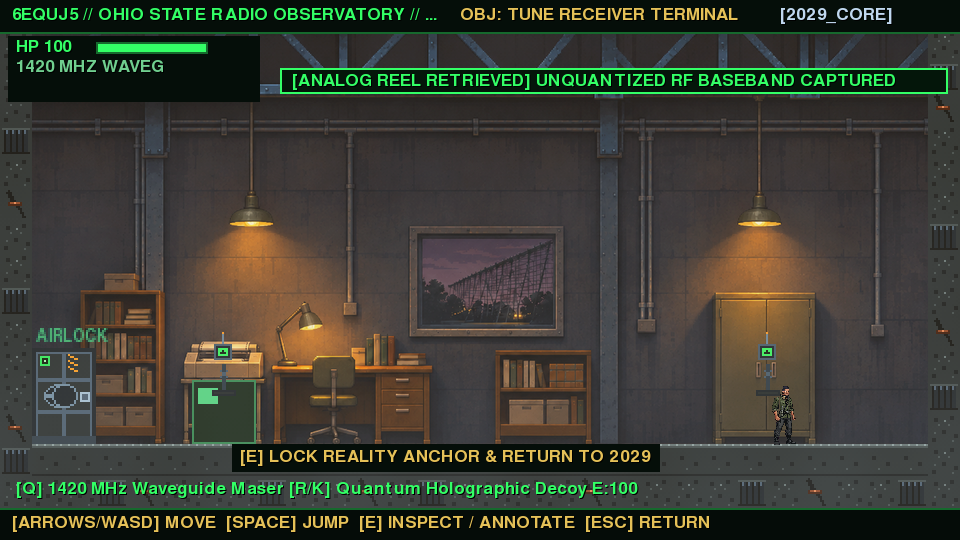 6EQUJ5 // OHIO STATE RADIO OBSERVATORY // ... OBJ: TUNE RECEIVER TERMINAL [2029_CORE]
HP 100
1420 MHZ WAVEG
[ANALOG REEL RETRIEVED] UNQUANTIZED RF BASEBAND CAPTURED
AIRLOCK
[E] LOCK REALITY ANCHOR & RETURN TO 2029
[Q] 1420 MHz Waveguide Maser [R/K] Quantum Holographic Decoy E:100
[ARROWS/WASD] MOVE [SPACE] JUMP [E] INSPECT / ANNOTATE [ESC] RETURN